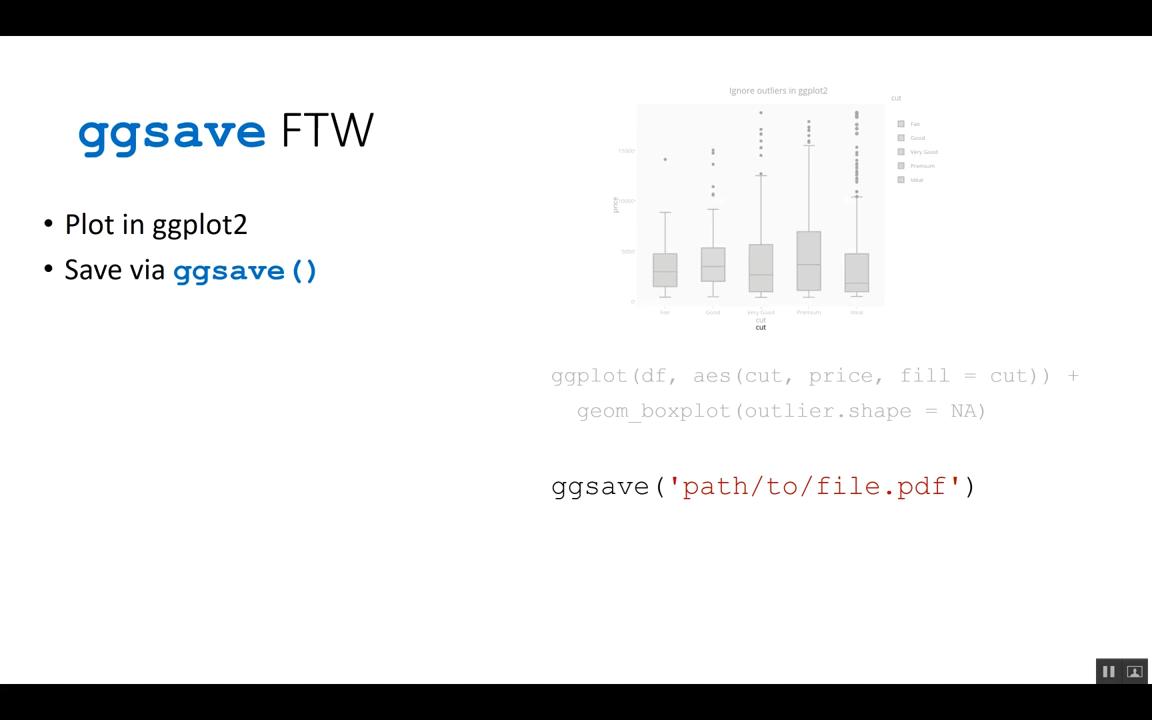 ggsave FTW
• Plot in ggplot2
• Save via ggsave()
Ignore outliers in ggplot2
cut
Fair
Good
Very Good
Premium
Ideal
price
15000
10000
5000
0
Fair Good Very Good Premium Ideal
cut
cut
ggplot(df, aes(cut, price, fill = cut)) +
geom_boxplot(outlier.shape = NA)
ggsave('path/to/file.pdf')